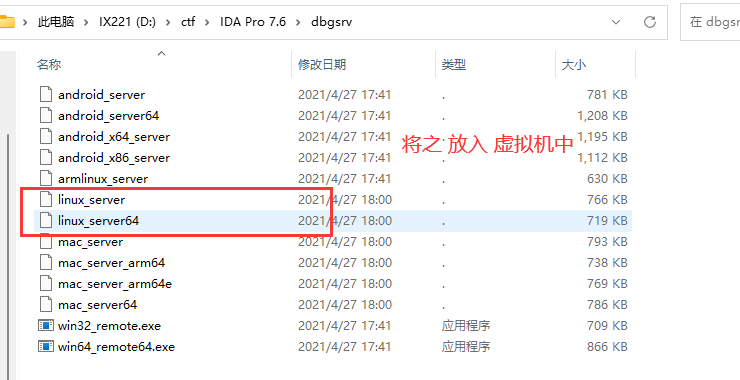 此电脑 › IX221 (D:) › ctf › IDA Pro 7.6 › dbgsrv
在 dbgsr
名称 修改日期 类型 大小
android_server 2021/4/27 17:41 . 781 KB
android_server64 2021/4/27 17:41 . 1,208 KB
android_x64_server 2021/4/27 17:41 . 1,195 KB
将之 放入 虚拟机中
android_x86_server 2021/4/27 17:41 . 1,112 KB
armlinux_server 2021/4/27 17:41 . 630 KB
linux_server 2021/4/27 18:00 . 766 KB
linux_server64 2021/4/27 18:00 . 719 KB
mac_server 2021/4/27 18:00 . 793 KB
mac_server_arm64 2021/4/27 18:00 . 738 KB
mac_server_arm64e 2021/4/27 18:00 . 769 KB
mac_server64 2021/4/27 18:00 . 786 KB
win32_remote.exe 2021/4/27 17:41 应用程序 709 KB
win64_remote64.exe 2021/4/27 17:41 应用程序 866 KB